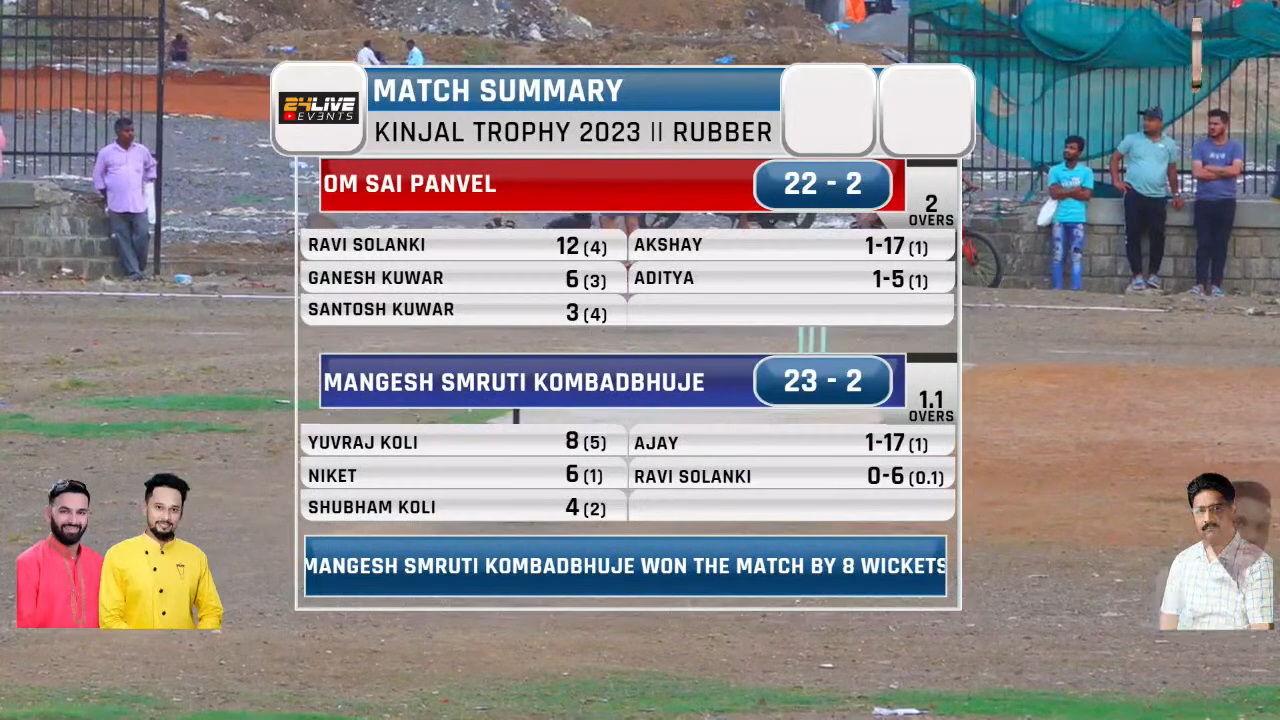 24LIVE
EVENTS
MATCH SUMMARY
KINJAL TROPHY 2023 || RUBBER
OM SAI PANVEL 22 - 2
2
OVERS
RAVI SOLANKI 12 (4) AKSHAY 1-17 (1)
GANESH KUWAR 6 (3) ADITYA 1-5 (1)
SANTOSH KUWAR 3 (4)
MANGESH SMRUTI KOMBADBHUJE 23 - 2
1.1
OVERS
YUVRAJ KOLI 8 (5) AJAY 1-17 (1)
NIKET 6 (1) RAVI SOLANKI 0-6 (0.1)
SHUBHAM KOLI 4 (2)
MANGESH SMRUTI KOMBADBHUJE WON THE MATCH BY 8 WICKETS